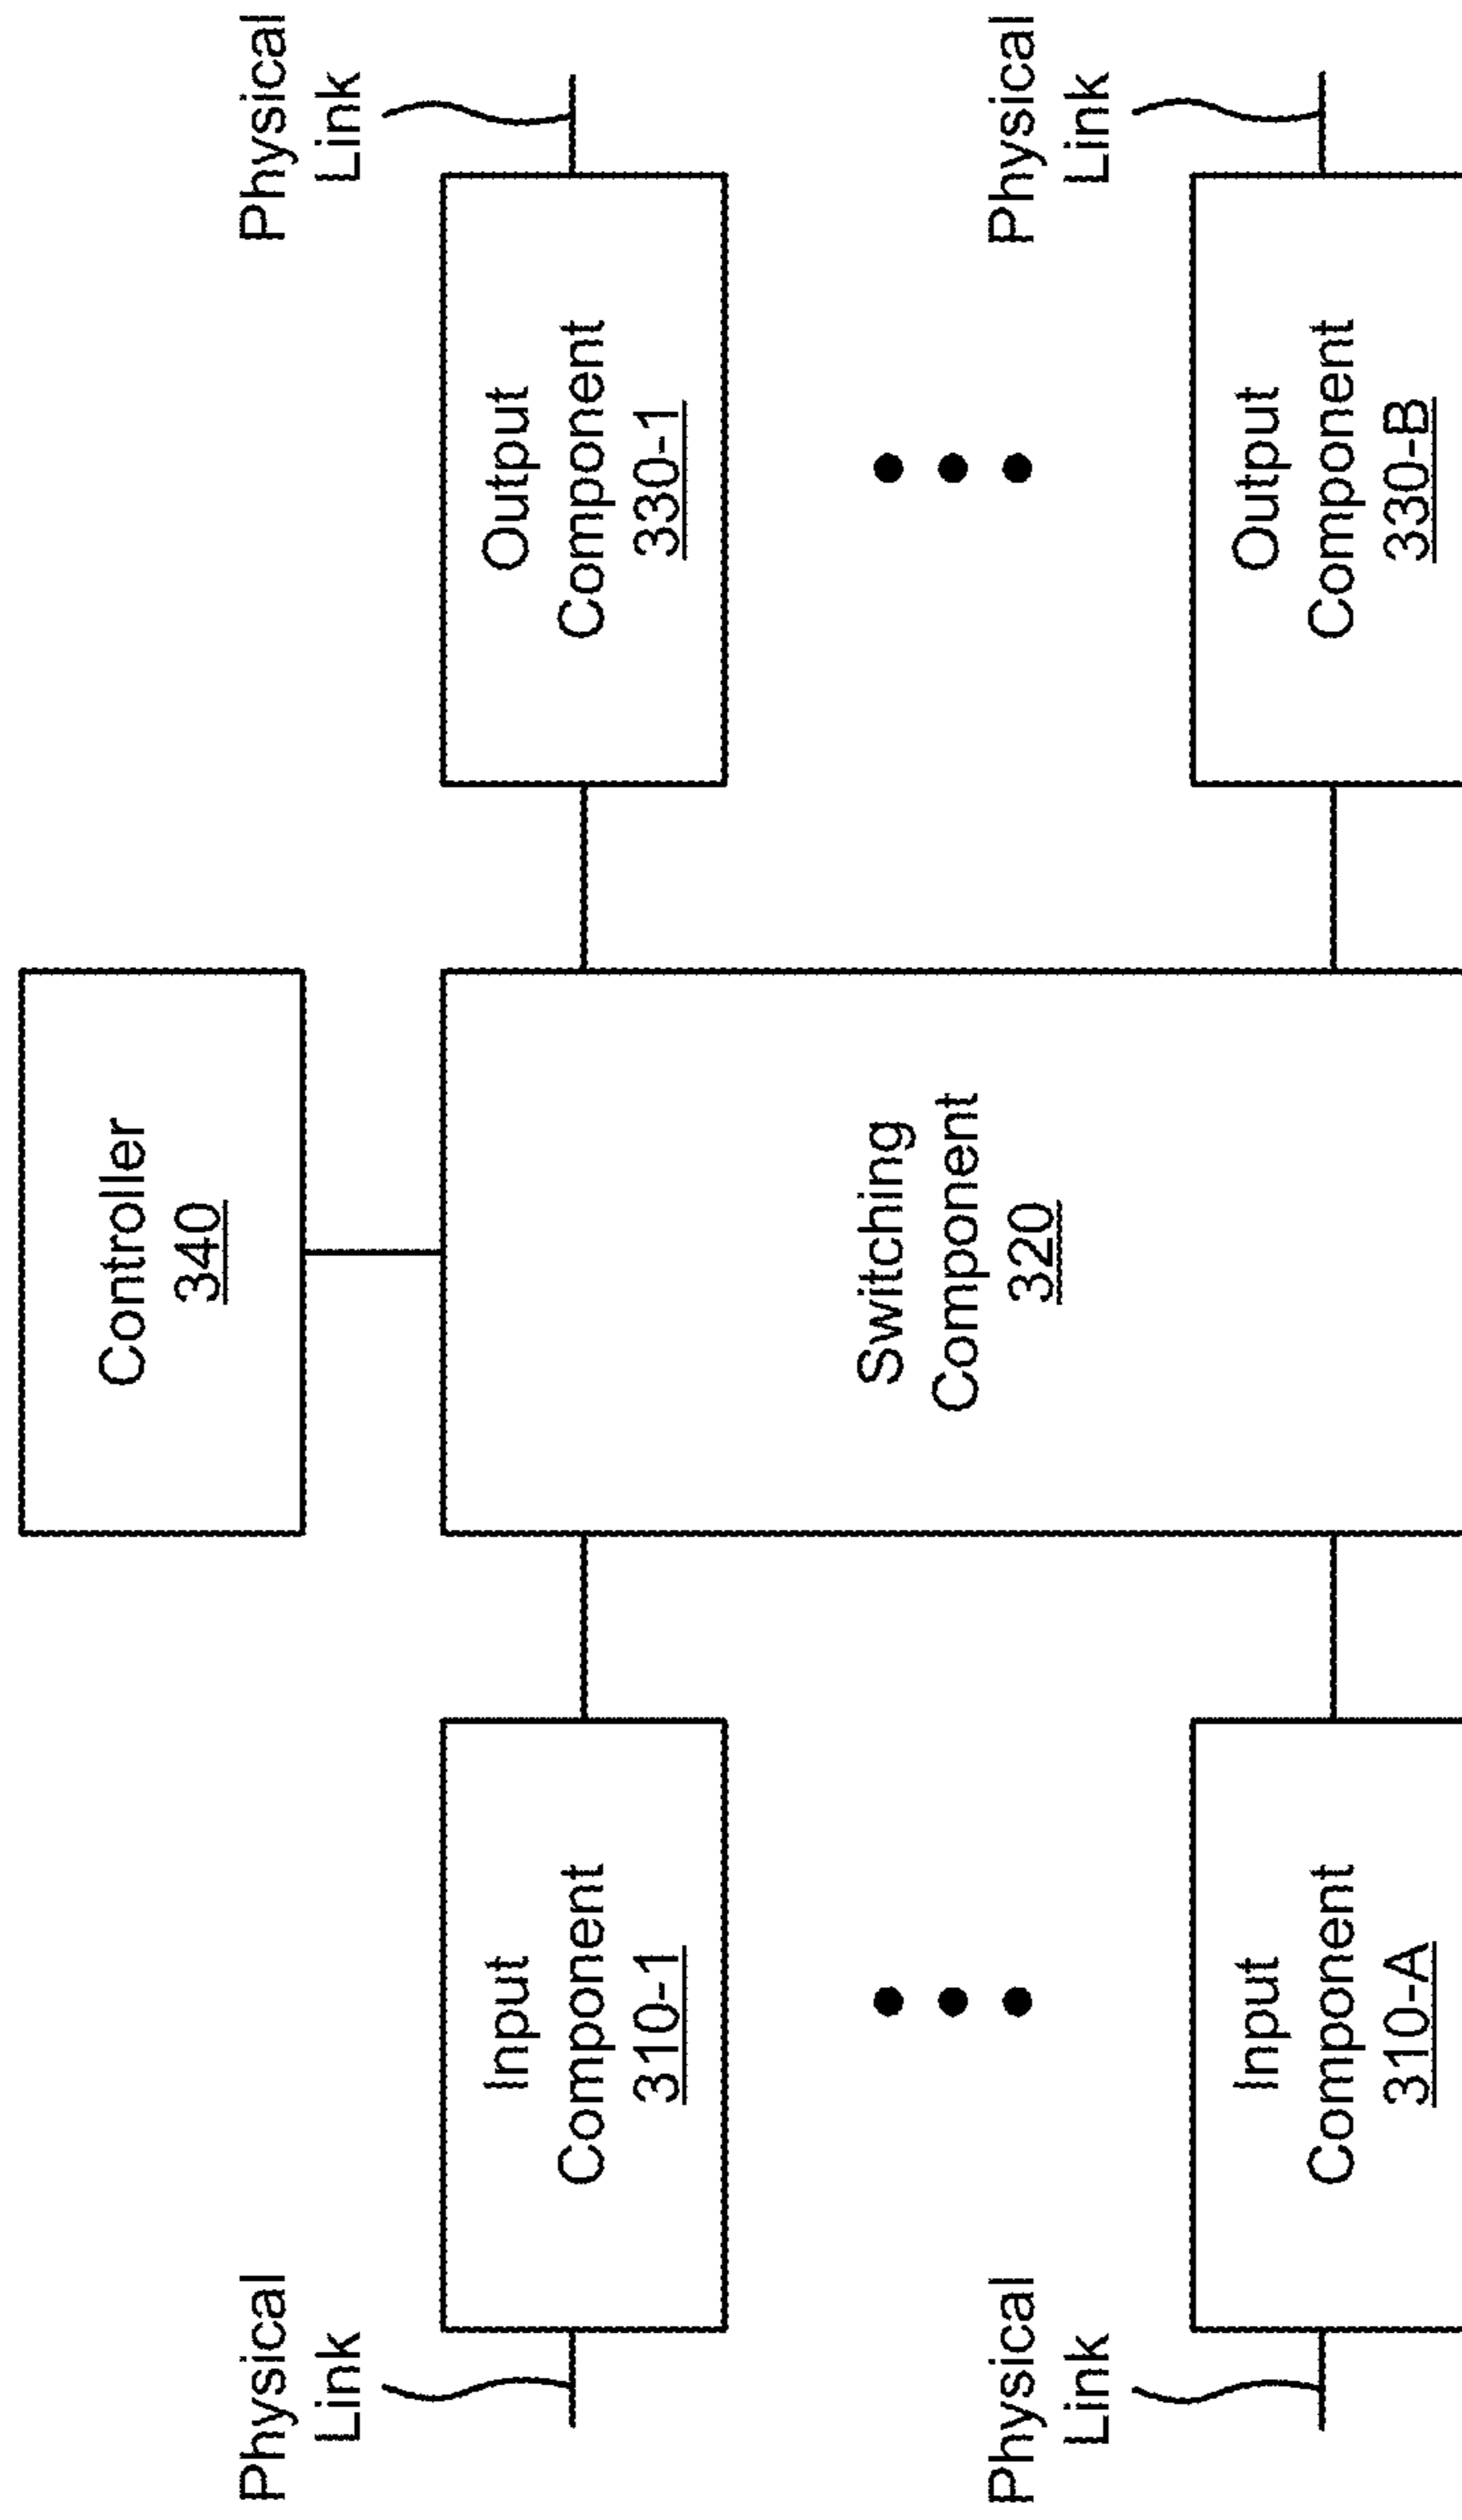 Controller
340
Physical
Link
Input
Component
310-1
Output
Component
330-1
Physical
Link
Switching
Component
320
Physical
Link
Input
Component
310-A
Output
Component
330-B
Physical
Link